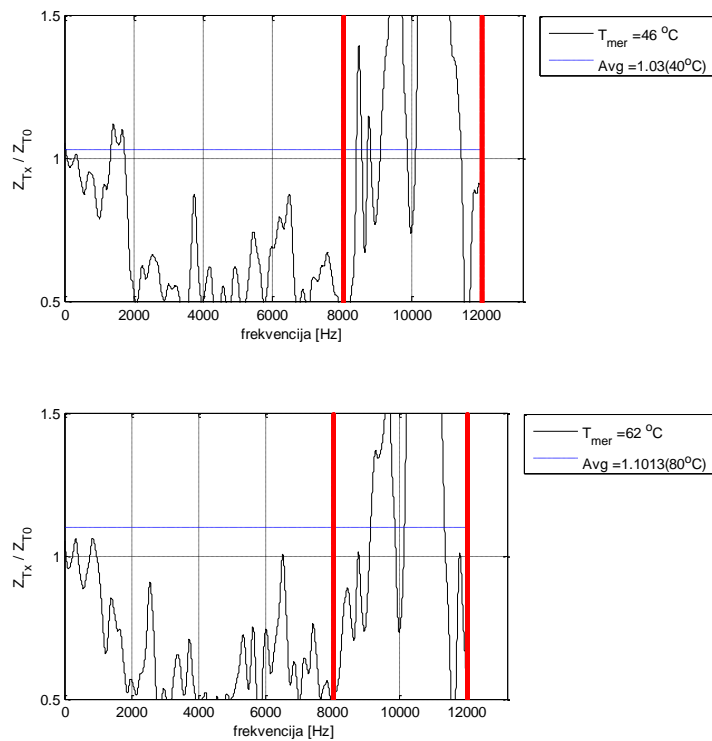 1.5
1
0.5
Z_Tx / Z_T0
0 2000 4000 6000 8000 10000 12000
frekvencija [Hz]
T_mer =46 °C
Avg =1.03(40°C)
1.5
1
0.5
Z_Tx / Z_T0
0 2000 4000 6000 8000 10000 12000
frekvencija [Hz]
T_mer =62 °C
Avg =1.1013(80°C)